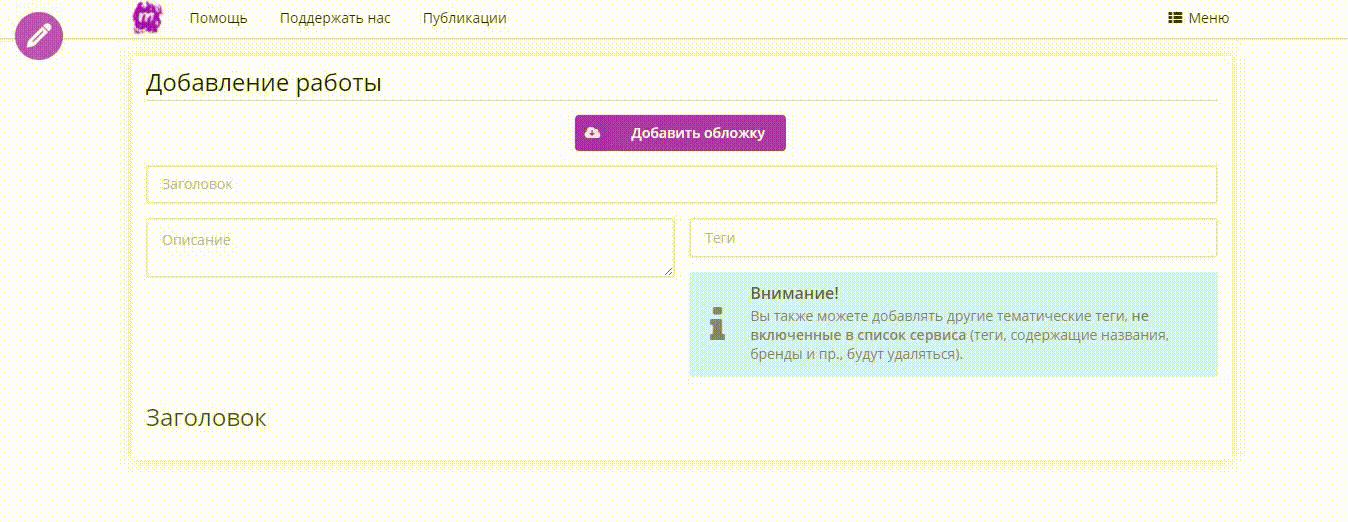 Помощь Поддержать нас Публикации Меню
Добавление работы
Добавить обложку
Заголовок
Описание
Теги
Внимание!
Вы также можете добавлять другие тематические теги, не
включенные в список сервиса (теги, содержащие названия,
бренды и пр., будут удаляться).
Заголовок